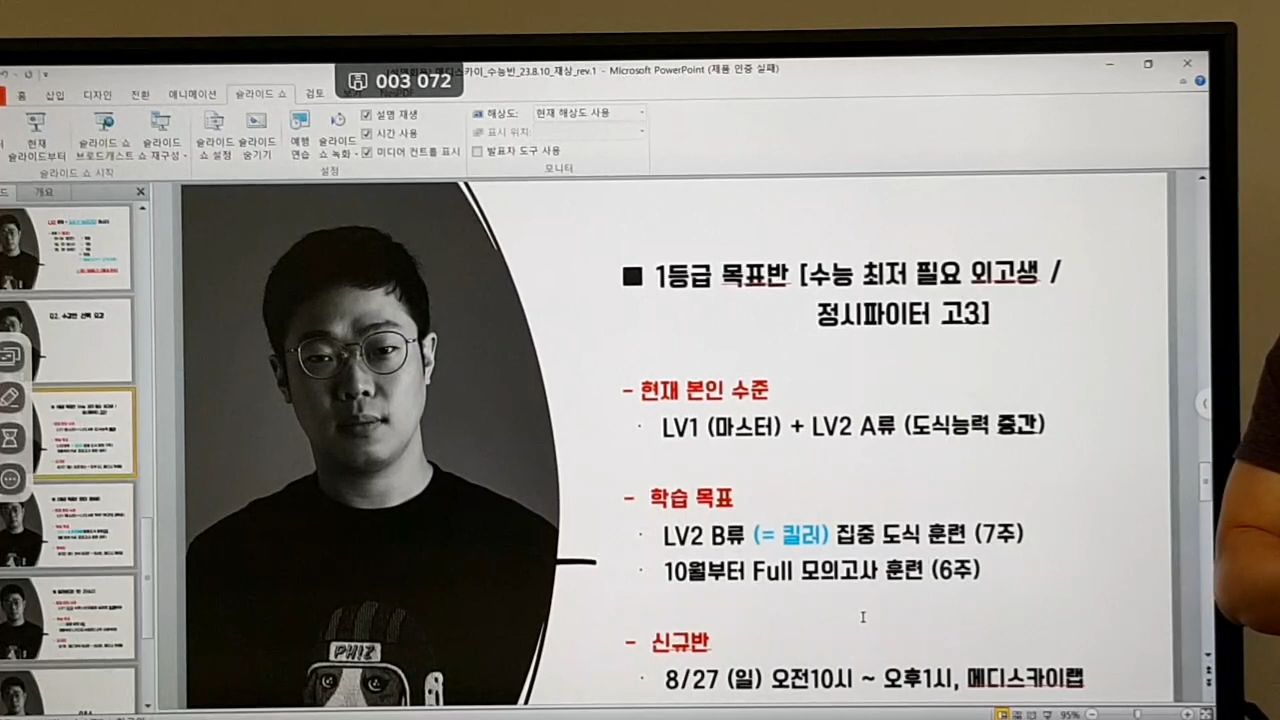 메디스카이_수능반_23.8.10_재상_rev.1 - Microsoft PowerPoint (제품 인증 실패)
003 072
홈 삽입 디자인 전환 애니메이션 슬라이드 쇼 검토
현재
슬라이드부터
슬라이드 쇼
브로드캐스트
슬라이드
쇼 재구성
슬라이드
쇼 설정
슬라이드
숨기기
예행
연습
슬라이드
쇼 녹화
설명 재생
시간 사용
미디어 컨트롤 표시
해상도: 현재 해상도 사용
표시 위치:
발표자 도구 사용
슬라이드 쇼 시작
설정
모니터
개요
■ 1등급 목표반 [수능 최저 필요 외고생 /
정시파이터 고3]
- 현재 본인 수준
· LV1 (마스터) + LV2 A류 (도식능력 중간)
- 학습 목표
· LV2 B류 (= 킬러) 집중 도식 훈련 (7주)
· 10월부터 Full 모의고사 훈련 (6주)
- 신규반
· 8/27 (일) 오전10시 ~ 오후1시, 메디스카이랩
PHIZ
95%